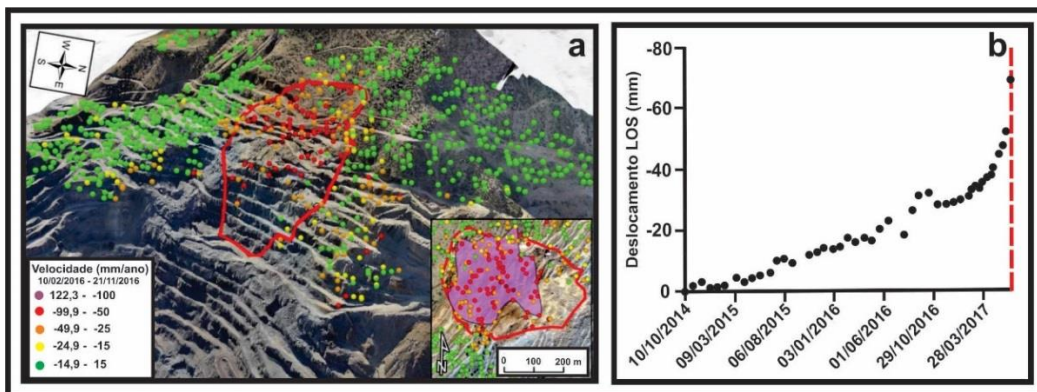 a
W
N
S
E
Velocidade (mm/ano)
10/02/2016 - 21/11/2016
122,3 - -100
-99,9 - -50
-49,9 - -25
-24,9 - -15
-14,9 - 15
N
0 100 200 m
b
Deslocamento LOS (mm)
-80
-60
-40
-20
0
10/10/2014
09/03/2015
06/08/2015
03/01/2016
01/06/2016
29/10/2016
28/03/2017